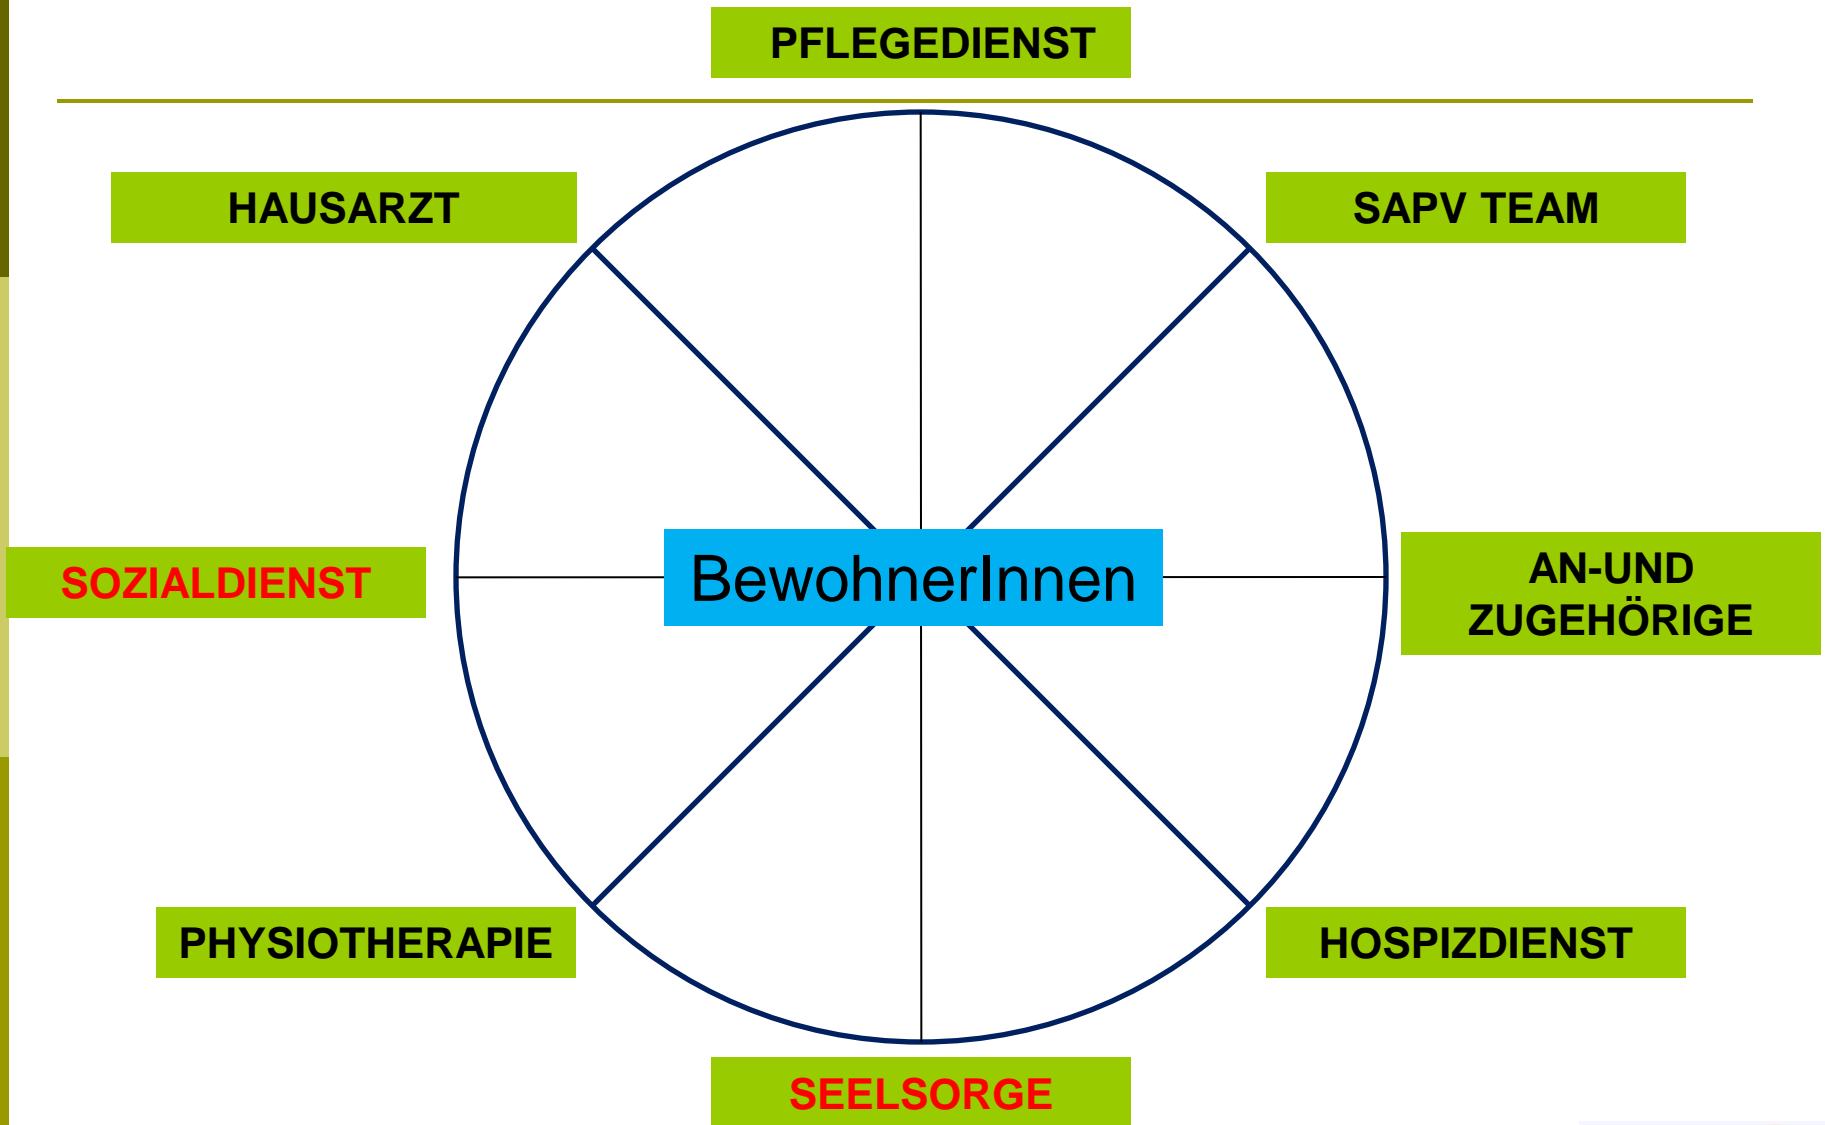 PFLEGEDIENST
HAUSARZT
SAPV TEAM
SOZIALDIENST
BewohnerInnen
AN-UND
ZUGEHÖRIGE
PHYSIOTHERAPIE
HOSPIZDIENST
SEELSORGE